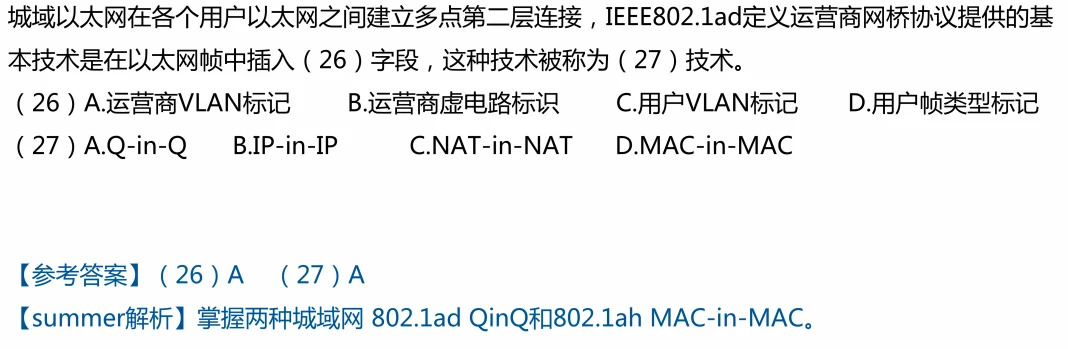 城域以太网在各个用户以太网之间建立多点第二层连接，IEEE802.1ad定义运营商网桥协议提供的基
本技术是在以太网帧中插入（26）字段，这种技术被称为（27）技术。
（26）A.运营商VLAN标记 B.运营商虚电路标识 C.用户VLAN标记 D.用户帧类型标记
（27）A.Q-in-Q B.IP-in-IP C.NAT-in-NAT D.MAC-in-MAC
【参考答案】（26）A （27）A
【summer解析】掌握两种城域网 802.1ad QinQ和802.1ah MAC-in-MAC。